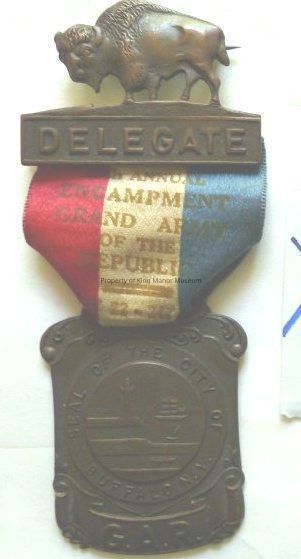 DELEGATE
ANNUAL
ENCAMPMENT
GRAND ARMY
OF THE
REPUBLIC
Property of King Manor Museum
SEAL OF THE CITY OF
BUFFALO N.Y.
G.A.R.